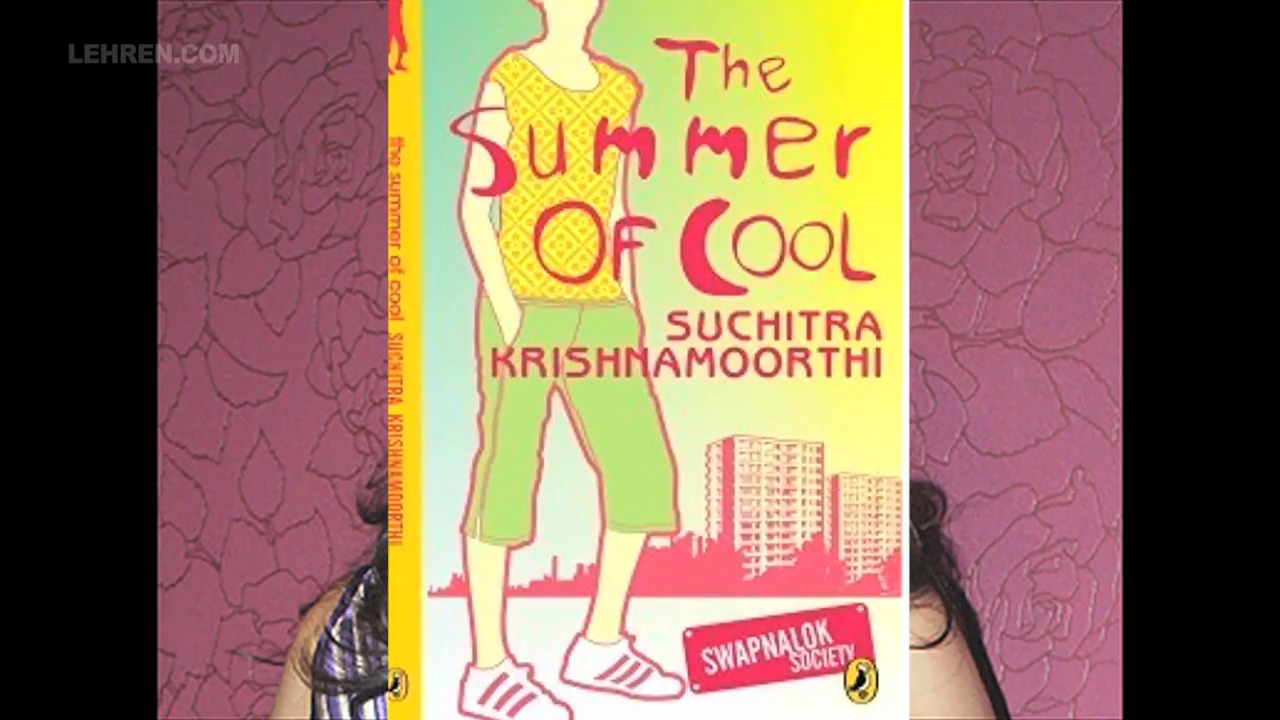 LEHREN.COM
The
Summer
Of Cool
SUCHITRA
KRISHNAMOORTHI
SWAPNALOK
SOCIETY
the summer of cool SUCHITRA KRISHNAMOORTHI